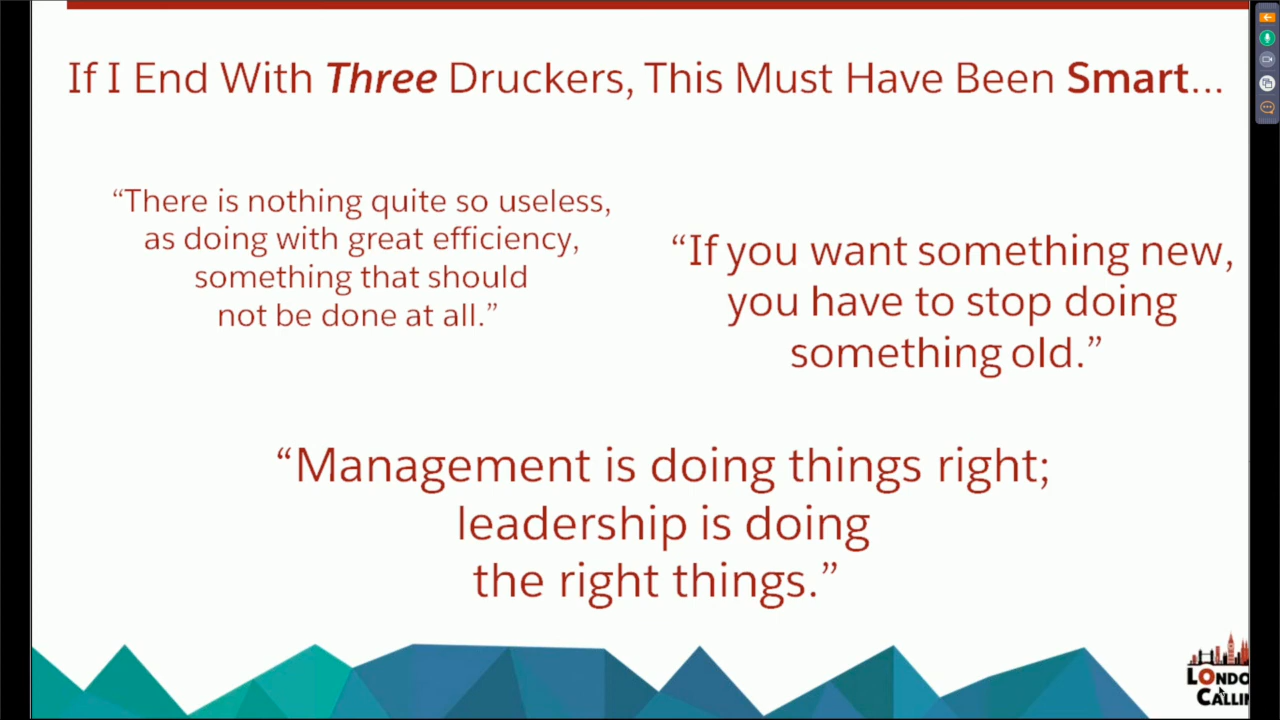 If I End With Three Druckers, This Must Have Been Smart...
“There is nothing quite so useless,
as doing with great efficiency,
something that should
not be done at all.”
“If you want something new,
you have to stop doing
something old.”
“Management is doing things right;
leadership is doing
the right things.”
LONDO
CALLIN